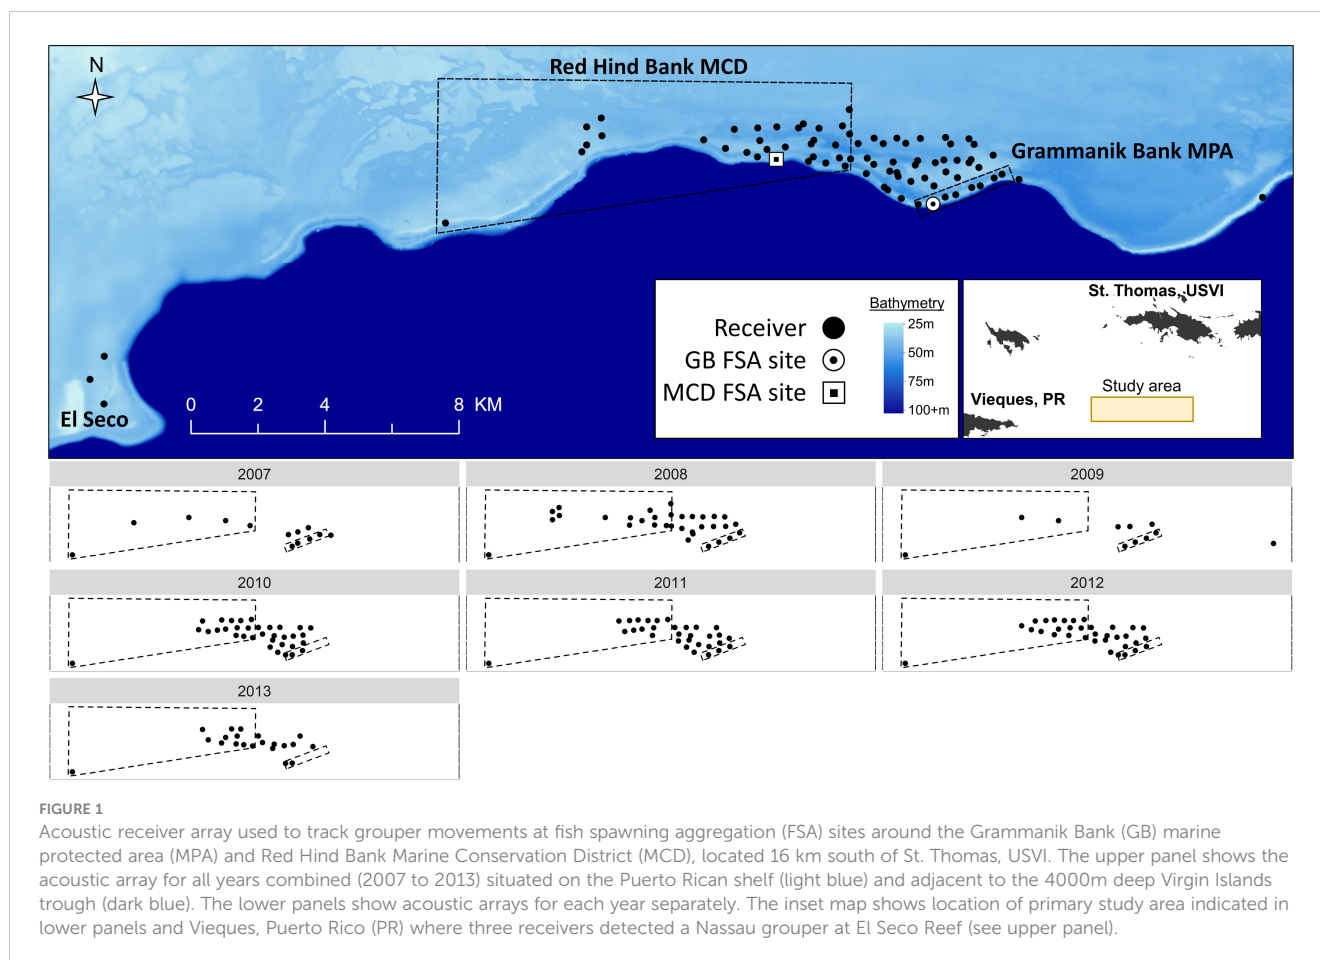 N
Red Hind Bank MCD
Grammanik Bank MPA
El Seco
0 2 4 8 KM
Receiver
GB FSA site
MCD FSA site
Bathymetry
25m
50m
75m
100+m
St. Thomas, USVI
Study area
Vieques, PR
2007
2008
2009
2010
2011
2012
2013
FIGURE 1
Acoustic receiver array used to track grouper movements at fish spawning aggregation (FSA) sites around the Grammanik Bank (GB) marine
protected area (MPA) and Red Hind Bank Marine Conservation District (MCD), located 16 km south of St. Thomas, USVI. The upper panel shows the
acoustic array for all years combined (2007 to 2013) situated on the Puerto Rican shelf (light blue) and adjacent to the 4000m deep Virgin Islands
trough (dark blue). The lower panels show acoustic arrays for each year separately. The inset map shows location of primary study area indicated in
lower panels and Vieques, Puerto Rico (PR) where three receivers detected a Nassau grouper at El Seco Reef (see upper panel).